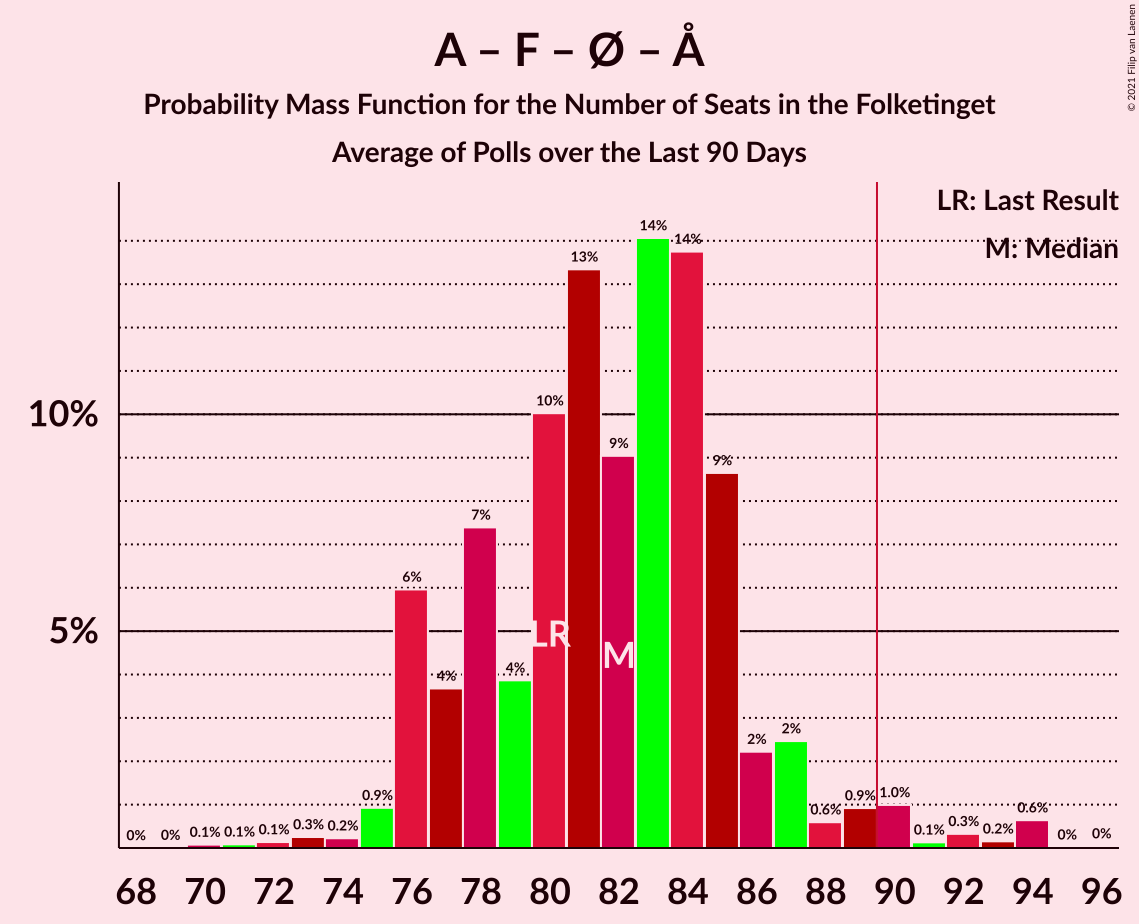 A – F – Ø – Å
Probability Mass Function for the Number of Seats in the Folketinget
Average of Polls over the Last 90 Days
© 2021 Filip van Laenen
LR: Last Result
M: Median
10%
5%
0% 0% 0.1% 0.1% 0.1% 0.3% 0.2% 0.9% 6% 4% 7% 4% 10% 13% 9% 14% 14% 9% 2% 2% 0.6% 0.9% 1.0% 0.1% 0.3% 0.2% 0.6% 0% 0%
LR M
68 70 72 74 76 78 80 82 84 86 88 90 92 94 96